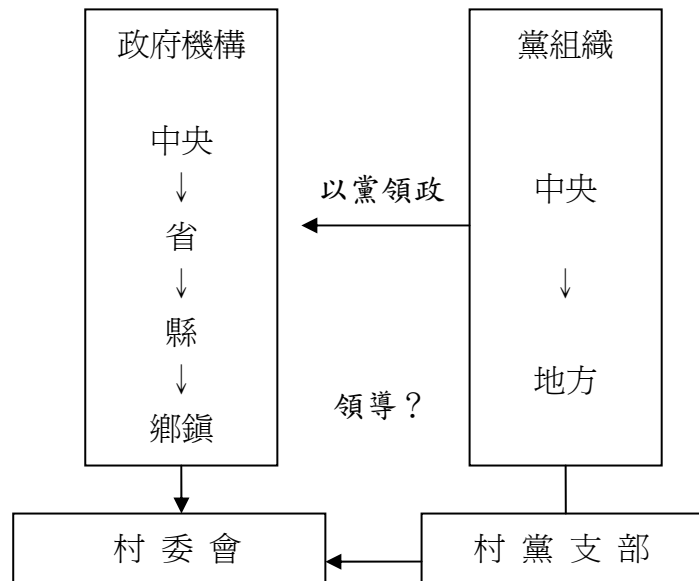 政府機構
中央
↓
省
↓
縣
↓
鄉鎮
以黨領政
領導？
黨組織
中央
↓
地方
村委會
村黨支部